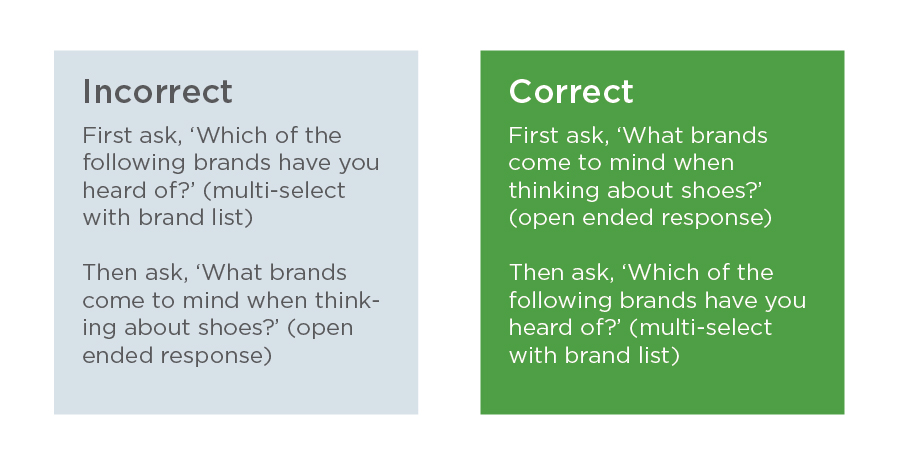 Incorrect
First ask, ‘Which of the
following brands have you
heard of?’ (multi-select
with brand list)
Then ask, ‘What brands
come to mind when think-
ing about shoes?’ (open
ended response)
Correct
First ask, ‘What brands
come to mind when
thinking about shoes?’
(open ended response)
Then ask, ‘Which of the
following brands have you
heard of?’ (multi-select
with brand list)